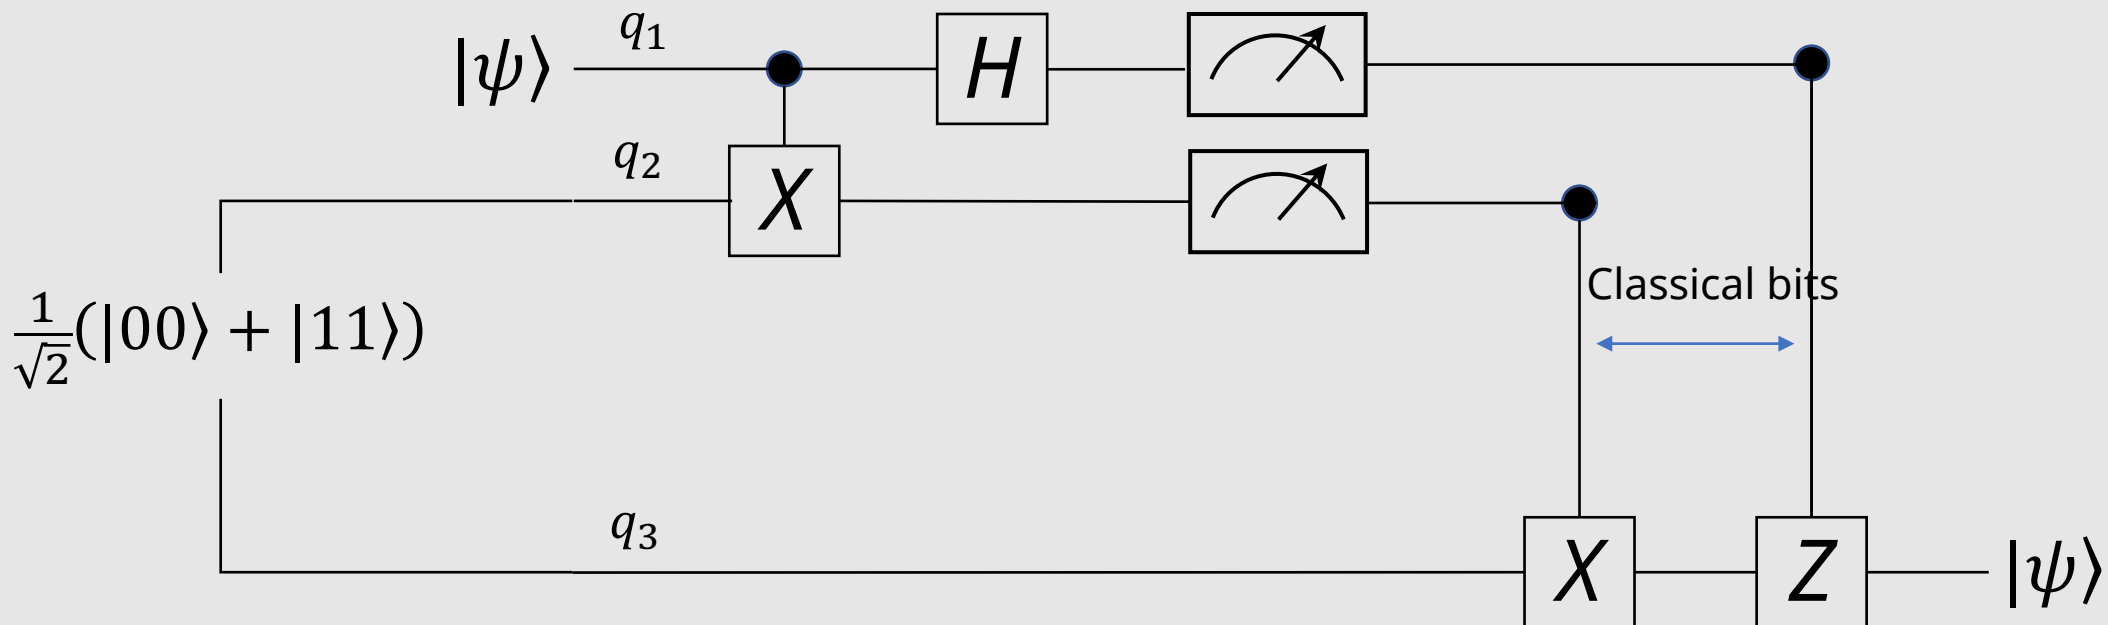 q₁
|ψ⟩
H
q₂
X
Classical bits
1/√2(|00⟩ + |11⟩)
q₃
X
Z
|ψ⟩